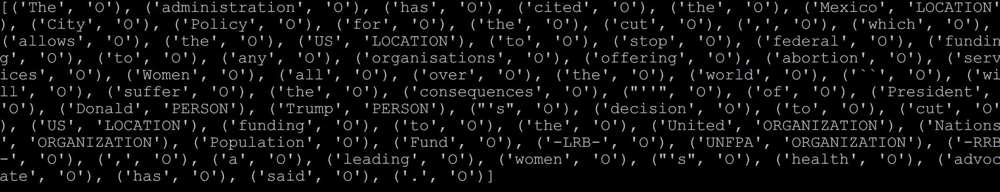 [('The', 'O'), ('administration', 'O'), ('has', 'O'), ('cited', 'O'), ('the', 'O'), ('Mexico', 'LOCATION'
), ('City', 'O'), ('Policy', 'O'), ('for', 'O'), ('the', 'O'), ('cut', 'O'), (',', 'O'), ('which', 'O'),
('allows', 'O'), ('the', 'O'), ('US', 'LOCATION'), ('to', 'O'), ('stop', 'O'), ('federal', 'O'), ('fundin
g', 'O'), ('to', 'O'), ('any', 'O'), ('organisations', 'O'), ('offering', 'O'), ('abortion', 'O'), ('serv
ices', 'O'), ('Women', 'O'), ('all', 'O'), ('over', 'O'), ('the', 'O'), ('world', 'O'), ('``', 'O'), ('wi
ll', 'O'), ('suffer', 'O'), ('the', 'O'), ('consequences', 'O'), ("''", 'O'), ('of', 'O'), ('President',
'O'), ('Donald', 'PERSON'), ('Trump', 'PERSON'), ("'s", 'O'), ('decision', 'O'), ('to', 'O'), ('cut', 'O'
), ('US', 'LOCATION'), ('funding', 'O'), ('to', 'O'), ('the', 'O'), ('United', 'ORGANIZATION'), ('Nations
', 'ORGANIZATION'), ('Population', 'O'), ('Fund', 'O'), ('-LRB-', 'O'), ('UNFPA', 'ORGANIZATION'), ('-RRB
-', 'O'), (',', 'O'), ('a', 'O'), ('leading', 'O'), ('women', 'O'), ("'s", 'O'), ('health', 'O'), ('advoc
ate', 'O'), ('has', 'O'), ('said', 'O'), ('.', 'O')]